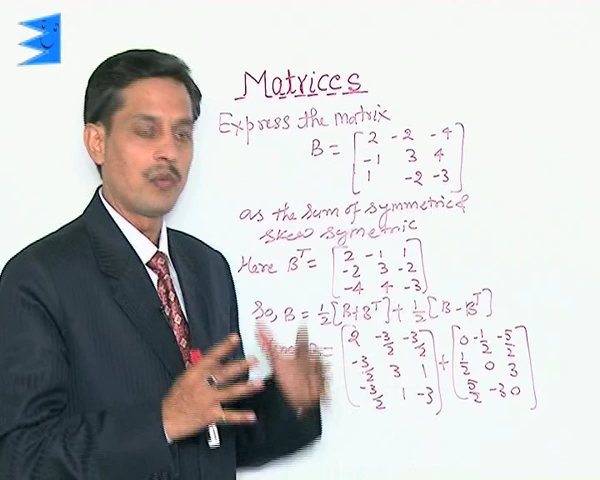 Matrices
Express the matrix
B = [ 2 -2 -4
-1 3 4
1 -2 -3 ]
as the sum of symmetric &
skew symetric
Here B^T = [ 2 -1 1
-2 3 -2
-4 4 -3 ]
So, B = 1/2 [B+B^T] + 1/2 [B-B^T]
= [ 2 -3/2 -3/2
-3/2 3 1
-3/2 1 -3 ] + [ 0 -1/2 -5/2
1/2 0 3
5/2 -3 0 ]